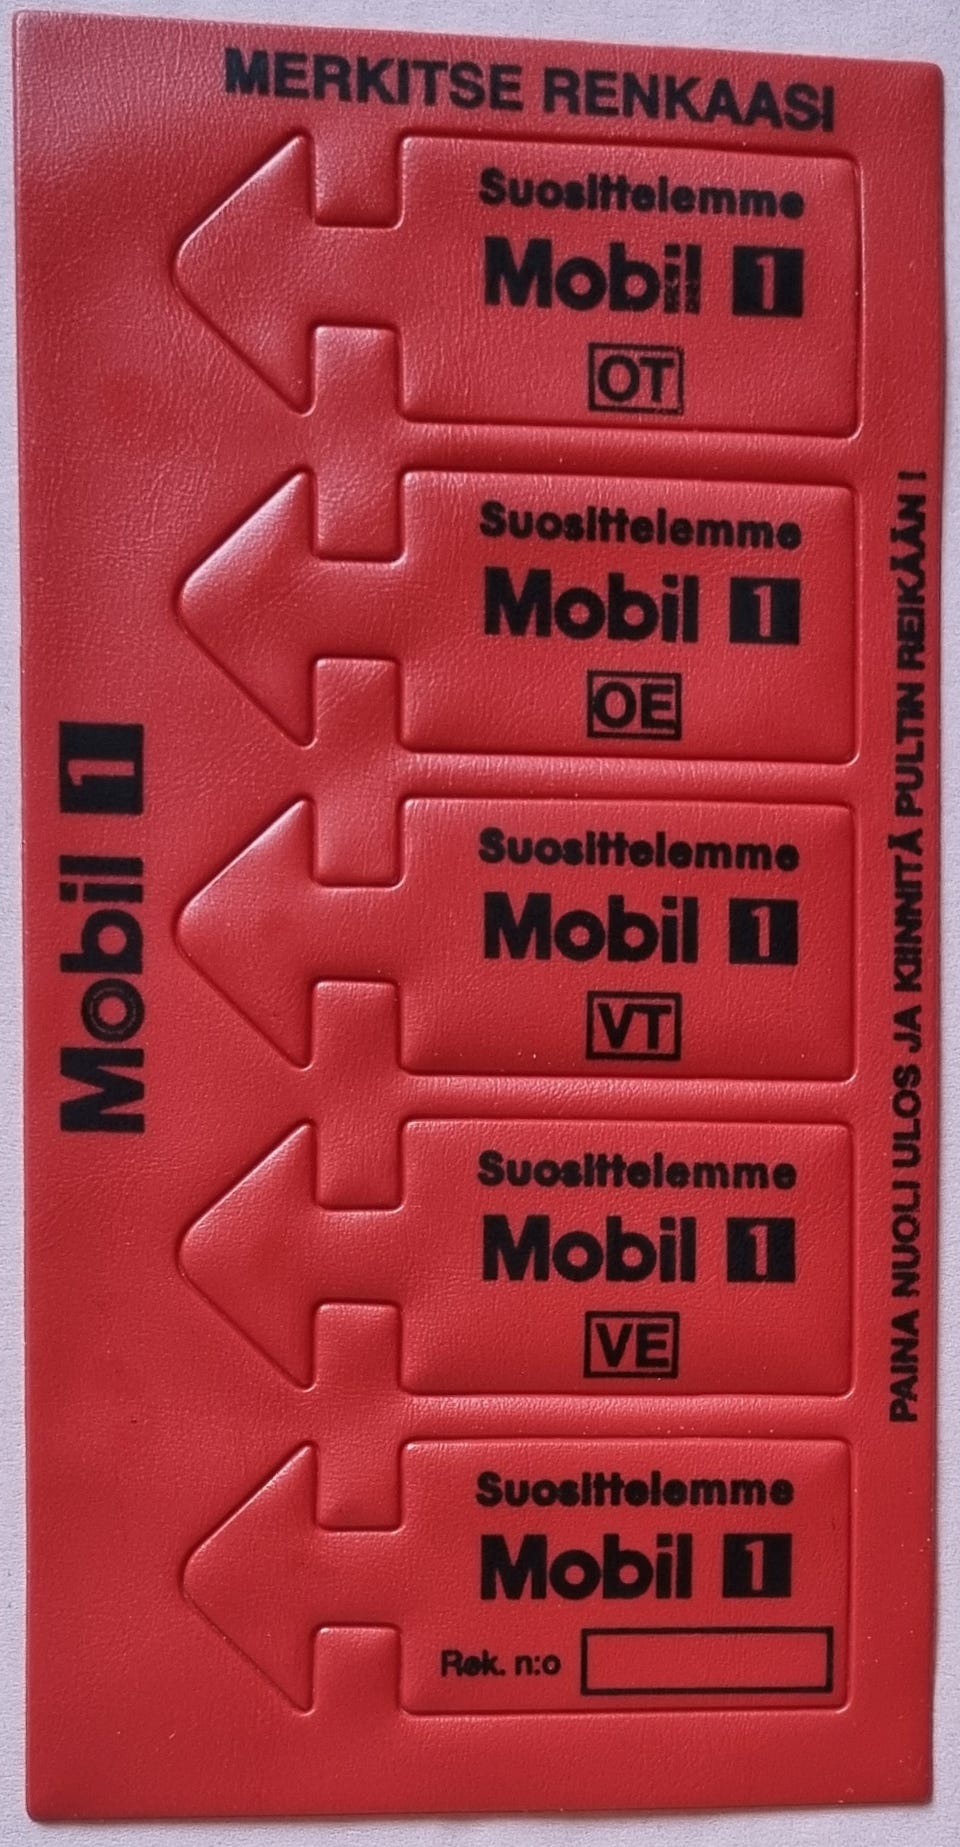 MERKITSE RENKAASI
Suosittelemme
Mobil 1
OT
Suosittelemme
Mobil 1
OE
Suosittelemme
Mobil 1
VT
Suosittelemme
Mobil 1
VE
Suosittelemme
Mobil 1
Rek. n:o
Mobil 1
PAINA NUOLI ULOS JA KIINNITÄ PULTIN REIKÄÄN !